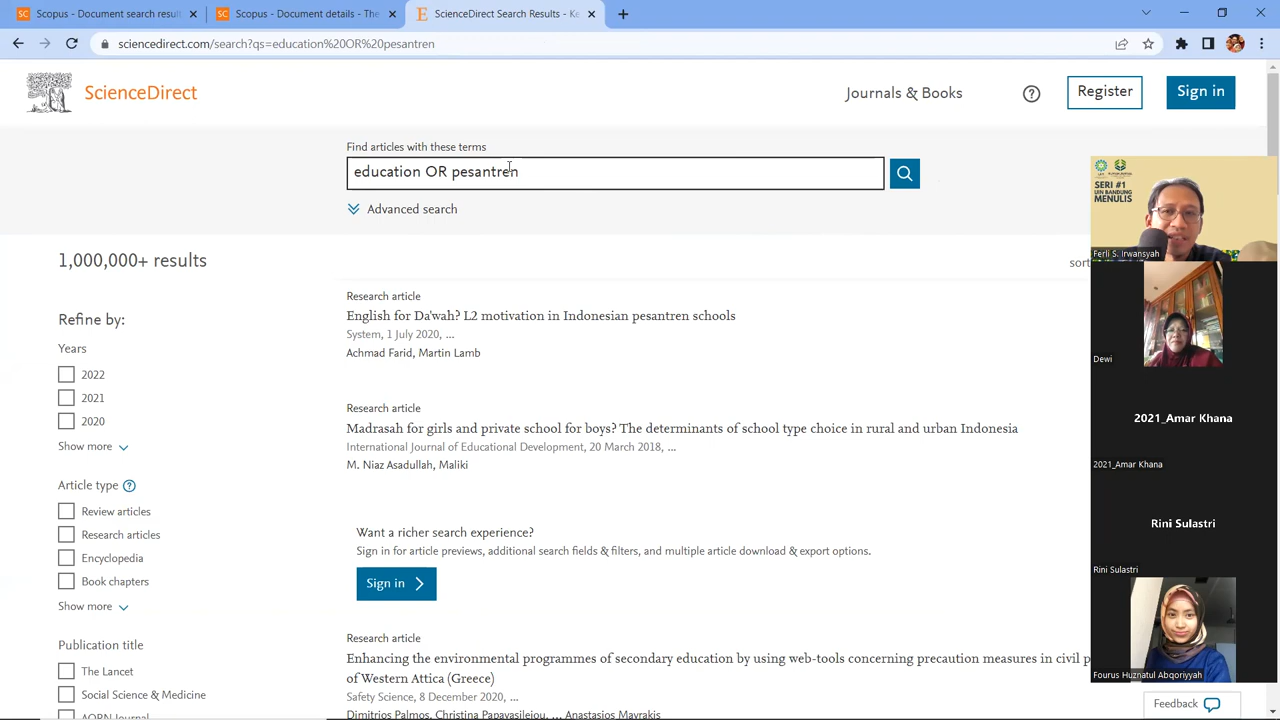 Scopus - Document search results
Scopus - Document details - The
ScienceDirect Search Results - Ke
sciencedirect.com/search?qs=education%20OR%20pesantren
ScienceDirect
Journals & Books
Register
Sign in
Find articles with these terms
education OR pesantren
Advanced search
1,000,000+ results
sort
Refine by:
Years
2022
2021
2020
Show more
Article type
Review articles
Research articles
Encyclopedia
Book chapters
Show more
Publication title
The Lancet
Social Science & Medicine
AORN Journal
Research article
English for Da'wah? L2 motivation in Indonesian pesantren schools
System, 1 July 2020, ...
Achmad Farid, Martin Lamb
Research article
Madrasah for girls and private school for boys? The determinants of school type choice in rural and urban Indonesia
International Journal of Educational Development, 20 March 2018, ...
M. Niaz Asadullah, Maliki
Want a richer search experience?
Sign in for article previews, additional search fields & filters, and multiple article download & export options.
Sign in
Research article
Enhancing the environmental programmes of secondary education by using web-tools concerning precaution measures in civil p
of Western Attica (Greece)
Safety Science, 8 December 2020, ...
Dimitrios Palmos, Christina Papavasileiou, ... Anastasios Mavrakis
SERI #1
UIN BANDUNG
MENULIS
Ferli S. Irwansyah
Dewi
2021_Amar Khana
2021_Amar Khana
Rini Sulastri
Rini Sulastri
Fourus Huznatul Abqoriyyah
Feedback